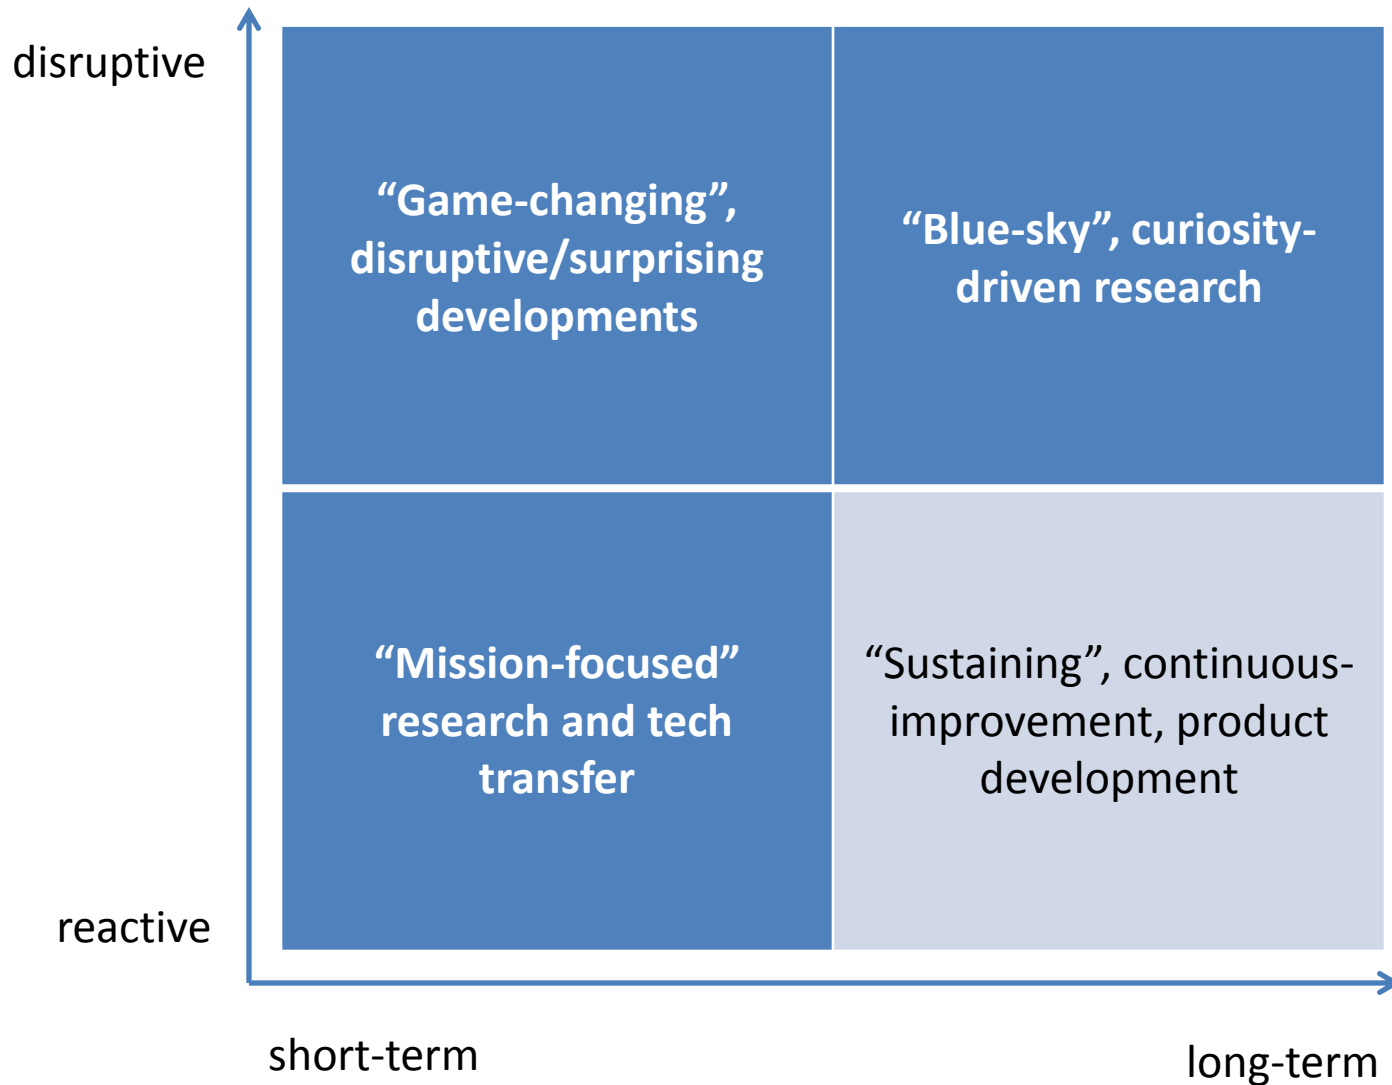 disruptive
“Game-changing”,
disruptive/surprising
developments
“Blue-sky”, curiosity-
driven research
“Mission-focused”
research and tech
transfer
“Sustaining”, continuous-
improvement, product
development
reactive
short-term
long-term